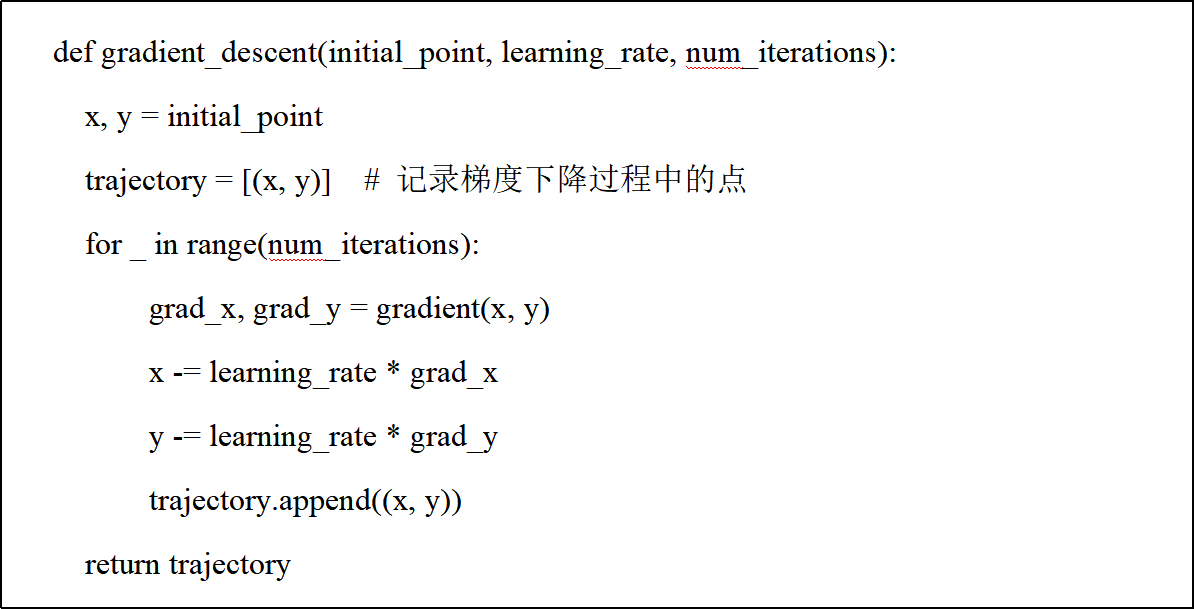 def gradient_descent(initial_point, learning_rate, num_iterations):
x, y = initial_point
trajectory = [(x, y)]    # 记录梯度下降过程中的点
for _ in range(num_iterations):
grad_x, grad_y = gradient(x, y)
x -= learning_rate * grad_x
y -= learning_rate * grad_y
trajectory.append((x, y))
return trajectory